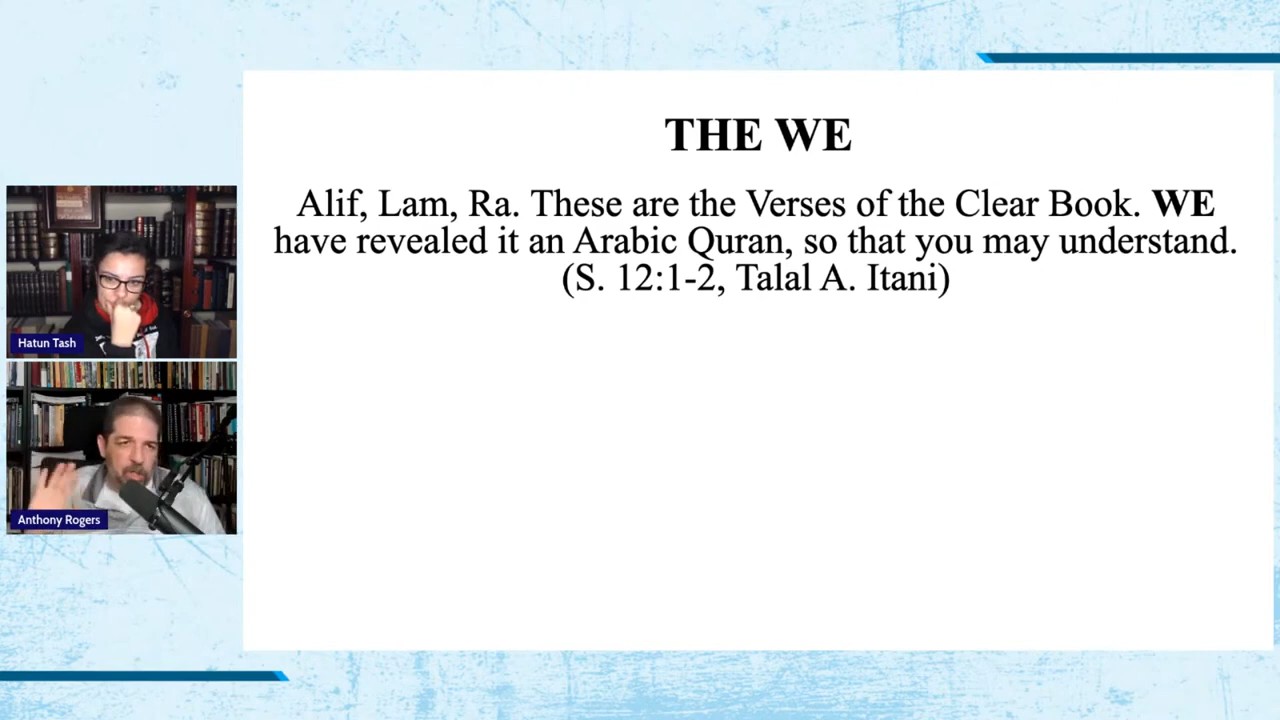 THE WE
Alif, Lam, Ra. These are the Verses of the Clear Book. WE
have revealed it an Arabic Quran, so that you may understand.
(S. 12:1-2, Talal A. Itani)
Hatun Tash
Anthony Rogers